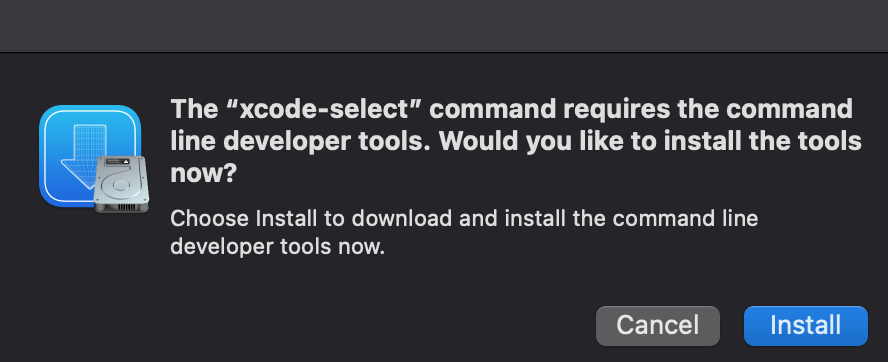 The “xcode-select” command requires the command
line developer tools. Would you like to install the tools
now?
Choose Install to download and install the command line
developer tools now.
Cancel
Install